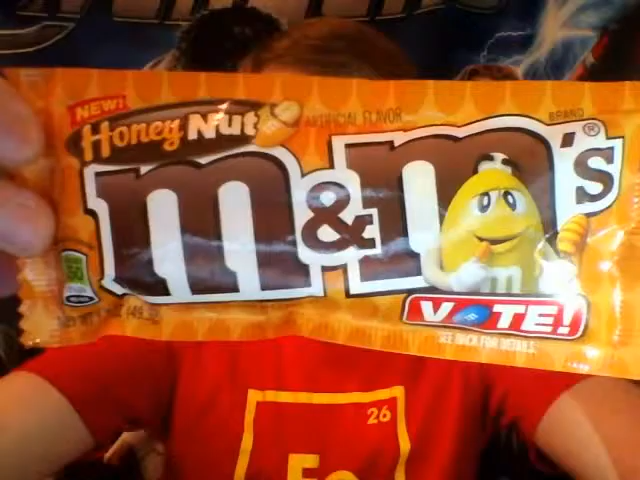 NEW!
Honey Nut
ARTIFICIAL FLAVOR
BRAND
m&m's®
VOTE!
SEE BACK FOR DETAILS
26
Fe